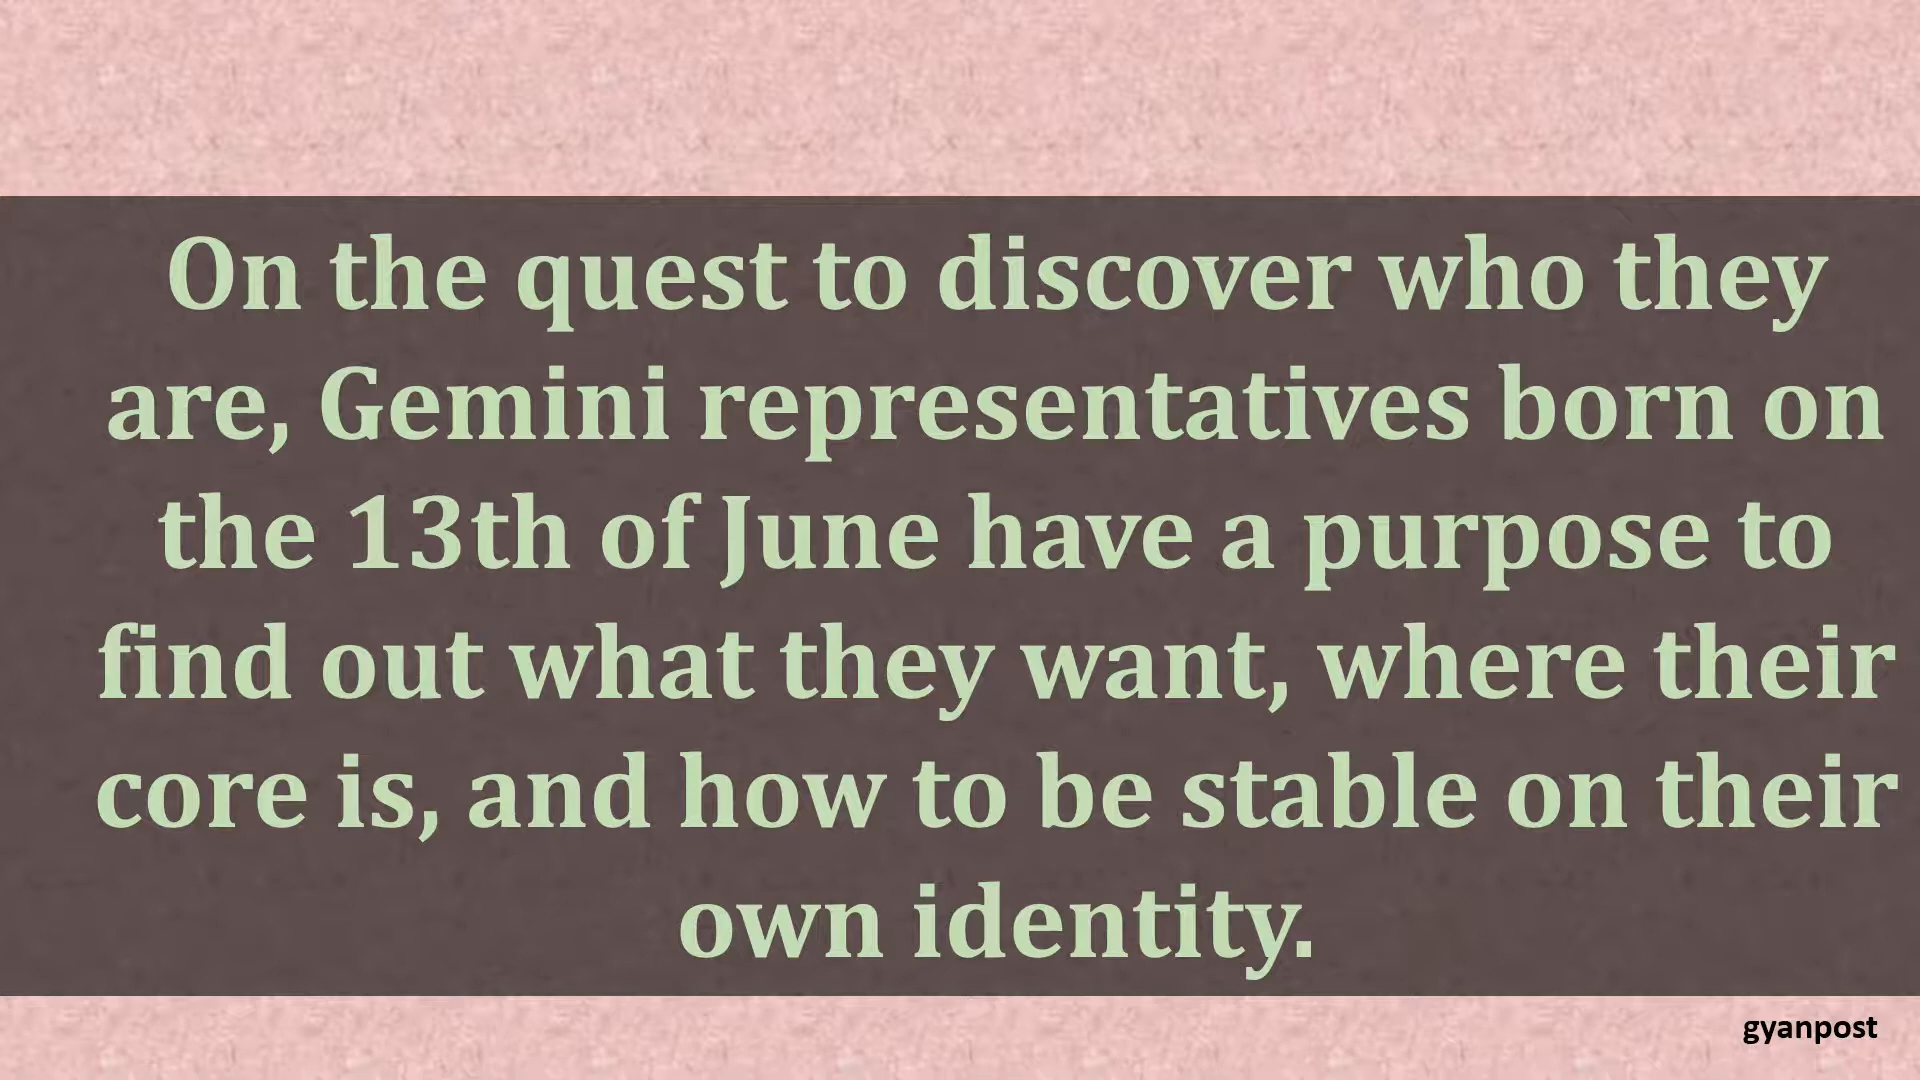 On the quest to discover who they
are, Gemini representatives born on
the 13th of June have a purpose to
find out what they want, where their
core is, and how to be stable on their
own identity.
gyanpost